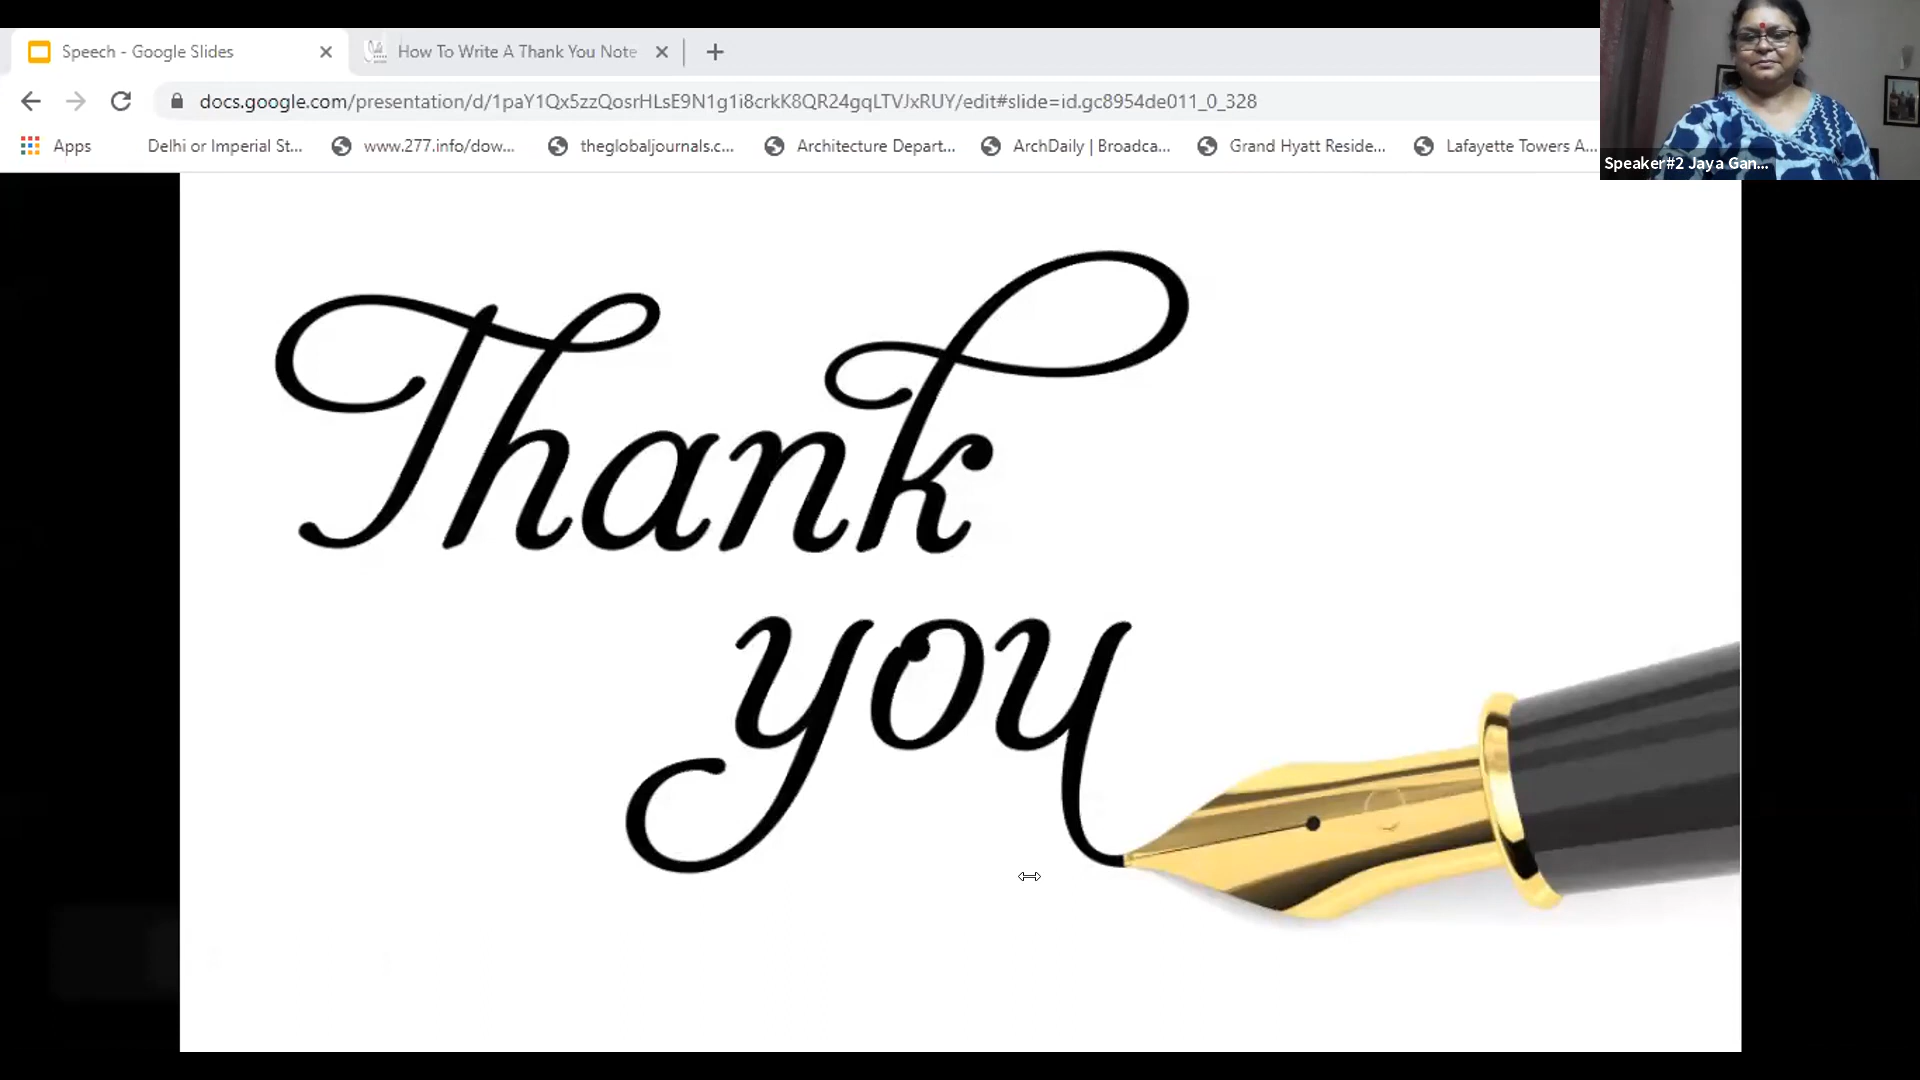 Speech - Google Slides
How To Write A Thank You Note
docs.google.com/presentation/d/1paY1Qx5zzQosrHLsE9N1g1i8crkK8QR24gqLTVJxRUY/edit#slide=id.gc8954de011_0_328
Apps Delhi or Imperial St... www.277.info/dow... theglobaljournals.c... Architecture Depart... ArchDaily | Broadca... Grand Hyatt Reside... Lafayette Towers A...
Speaker#2 Jaya Gan...
Thank
you